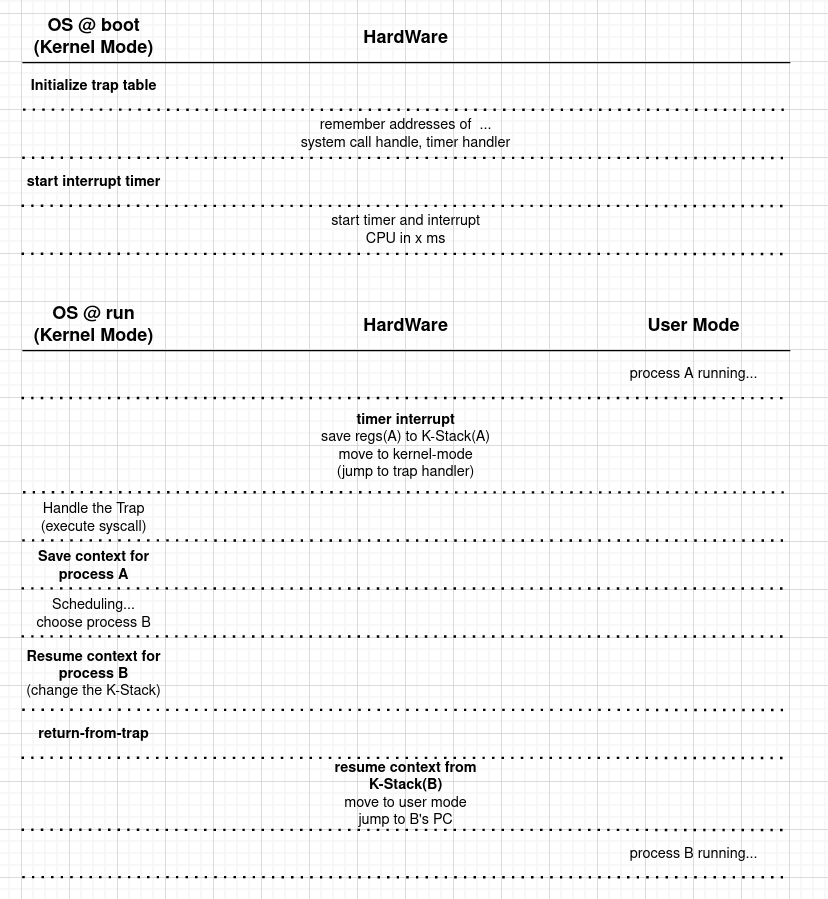 OS @ boot
(Kernel Mode)
HardWare
Initialize trap table
remember addresses of ...
system call handle, timer handler
start interrupt timer
start timer and interrupt
CPU in x ms
OS @ run
(Kernel Mode)
HardWare
User Mode
process A running...
timer interrupt
save regs(A) to K-Stack(A)
move to kernel-mode
(jump to trap handler)
Handle the Trap
(execute syscall)
Save context for
process A
Scheduling...
choose process B
Resume context for
process B
(change the K-Stack)
return-from-trap
resume context from
K-Stack(B)
move to user mode
jump to B's PC
process B running...